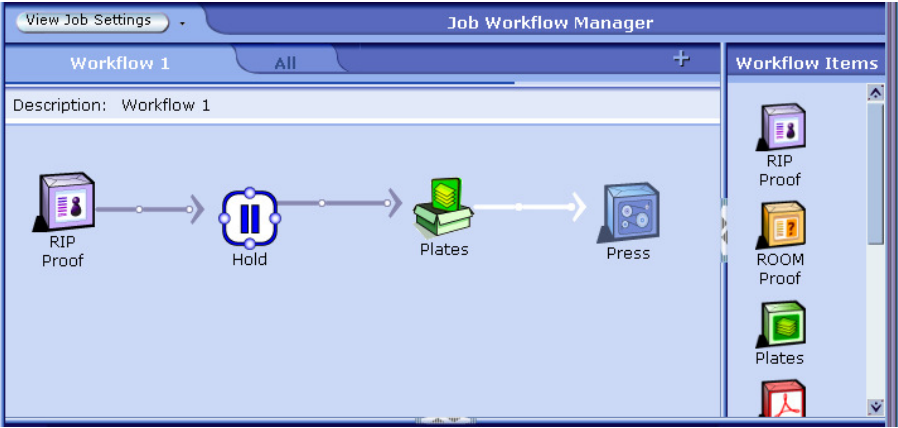 View Job Settings
Job Workflow Manager
Workflow 1
All
Workflow Items
Description: Workflow 1
RIP
Proof
Hold
Plates
Press
RIP
Proof
ROOM
Proof
Plates